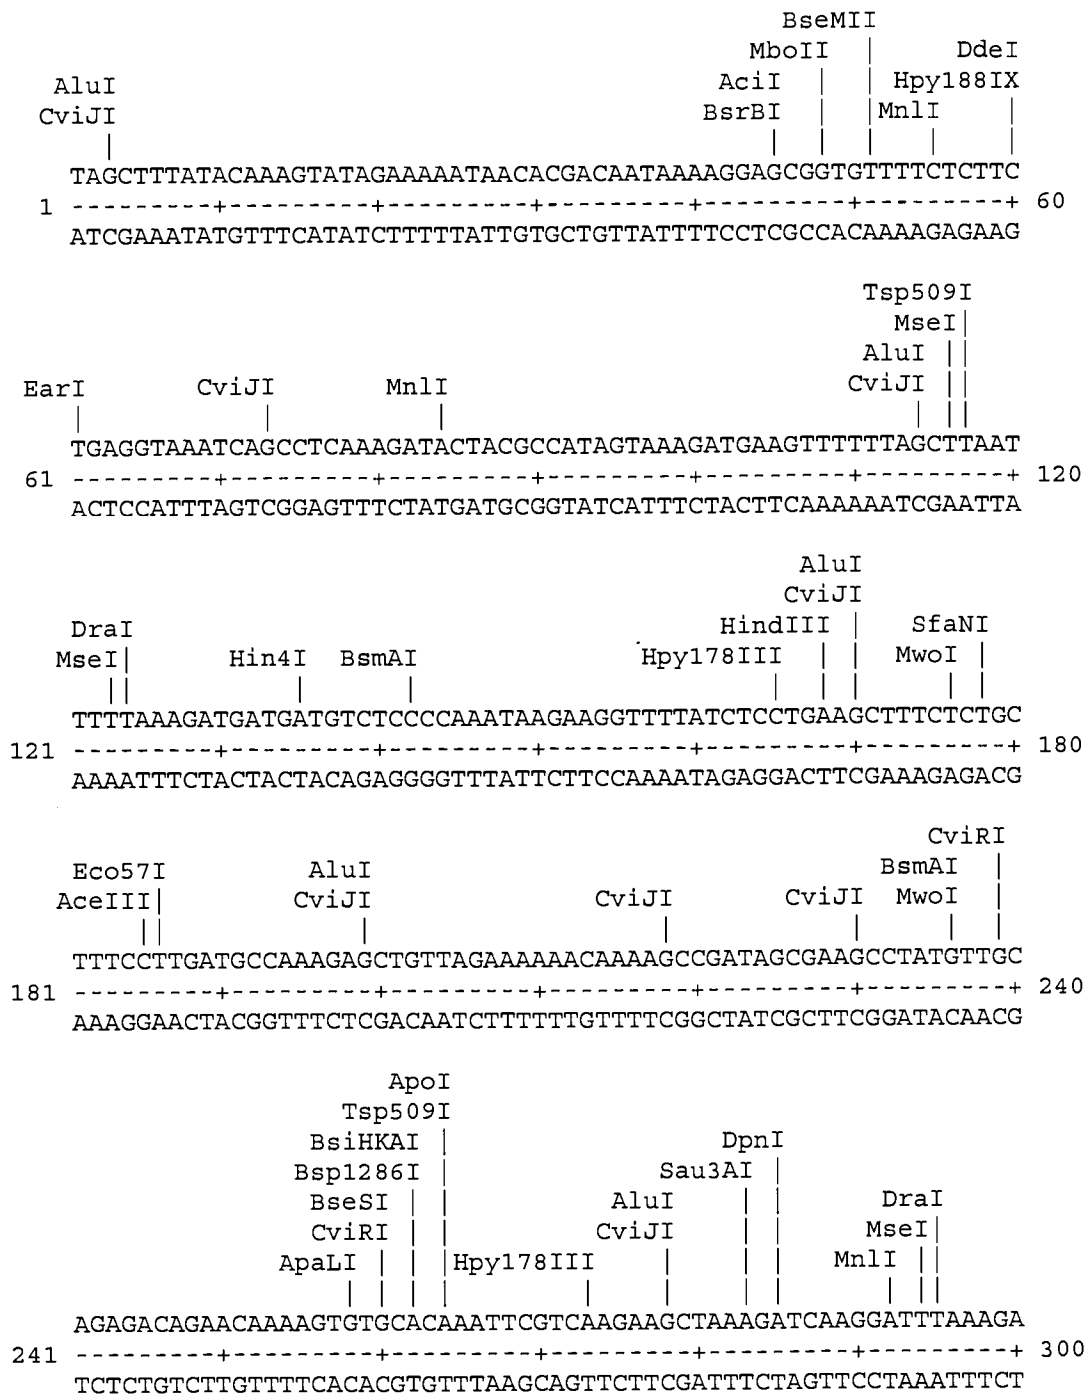 BseMII
MboII DdeI
AluI AciI Hpy188IX
CviJI BsrBI MnlI
TAGCTTTATACAAAGTATAGAAAAATAACACGACAATAAAAGGAGCGGTGTTTTCTCTTC
1 ---------+---------+---------+---------+---------+---------+ 60
ATCGAAATATGTTTCATATCTTTTTATTGTGCTGTTATTTTCCTCGCCACAAAAGAGAAG
Tsp509I
MseI
AluI
EarI CviJI MnlI CviJI
TGAGGTAAATCAGCCTCAAAGATACTACGCCATAGTAAAGATGAAGTTTTTTAGCTTAAT
61 ---------+---------+---------+---------+---------+---------+ 120
ACTCCATTTAGTCGGAGTTTCTATGATGCGGTATCATTTCTACTTCAAAAAATCGAATTA
AluI
CviJI
DraI HindIII SfaNI
MseI Hin4I BsmAI Hpy178III MwoI
TTTTAAAGATGATGATGTCTCCCCAAATAAGAAGGTTTTATCTCCTGAAGCTTTCTCTGC
121 ---------+---------+---------+---------+---------+---------+ 180
AAAATTTCTACTACTACAGAGGGGTTTATTCTTCCAAAATAGAGGACTTCGAAAGAGACG
CviRI
Eco57I AluI BsmAI
AceIII CviJI CviJI CviJI MwoI
TTTCCTTGATGCCAAAGAGCTGTTAGAAAAAACAAAAGCCGATAGCGAAGCCTATGTTGC
181 ---------+---------+---------+---------+---------+---------+ 240
AAAGGAACTACGGTTTCTCGACAATCTTTTTTGTTTTCGGCTATCGCTTCGGATACAACG
ApoI
Tsp509I
BsiHKAI DpnI
Bsp1286I Sau3AI
BseSI AluI DraI
CviRI CviJI MseI
ApaLI Hpy178III MnlI
AGAGACAGAACAAAAGTGTGCACAAATTCGTCAAGAAGCTAAAGATCAAGGATTTAAAGA
241 ---------+---------+---------+---------+---------+---------+ 300
TCTCTGTCTTGTTTTCACACGTGTTTAAGCAGTTCTTCGATTTCTAGTTCCTAAATTTCT